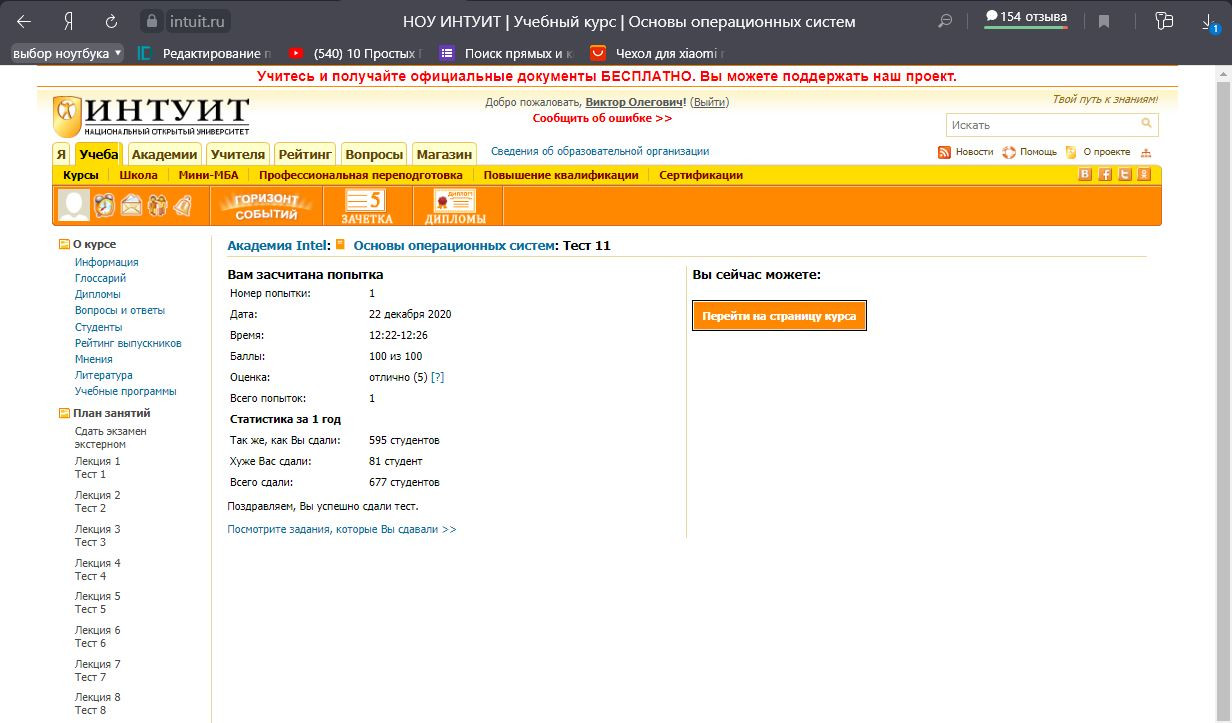 Я
intuit.ru
НОУ ИНТУИТ | Учебный курс | Основы операционных систем
154 отзыва
1
выбор ноутбука
Редактирование п
(540) 10 Простых
Поиск прямых и к
Чехол для xiaomi
Учитесь и получайте официальные документы БЕСПЛАТНО. Вы можете поддержать наш проект.
ИНТУИТ
НАЦИОНАЛЬНЫЙ ОТКРЫТЫЙ УНИВЕРСИТЕТ
Добро пожаловать, Виктор Олегович! (Выйти)
Сообщить об ошибке >>
Твой путь к знаниям!
Искать
Я Учеба Академии Учителя Рейтинг Вопросы Магазин
Сведения об образовательной организации
Новости Помощь О проекте
Курсы Школа Мини-МБА Профессиональная переподготовка Повышение квалификации Сертификации
ГОРИЗОНТ
СОБЫТИЙ
5
ЗАЧЕТКА
ДИПЛОМ
ДИПЛОМЫ
О курсе
Информация
Глоссарий
Дипломы
Вопросы и ответы
Студенты
Рейтинг выпускников
Мнения
Литература
Учебные программы
План занятий
Сдать экзамен
экстерном
Лекция 1
Тест 1
Лекция 2
Тест 2
Лекция 3
Тест 3
Лекция 4
Тест 4
Лекция 5
Тест 5
Лекция 6
Тест 6
Лекция 7
Тест 7
Лекция 8
Тест 8
Академия Intel: Основы операционных систем: Тест 11
Вам засчитана попытка
Номер попытки: 1
Дата: 22 декабря 2020
Время: 12:22-12:26
Баллы: 100 из 100
Оценка: отлично (5) [?]
Всего попыток: 1
Статистика за 1 год
Так же, как Вы сдали: 595 студентов
Хуже Вас сдали: 81 студент
Всего сдали: 677 студентов
Поздравляем, Вы успешно сдали тест.
Посмотрите задания, которые Вы сдавали >>
Вы сейчас можете:
Перейти на страницу курса